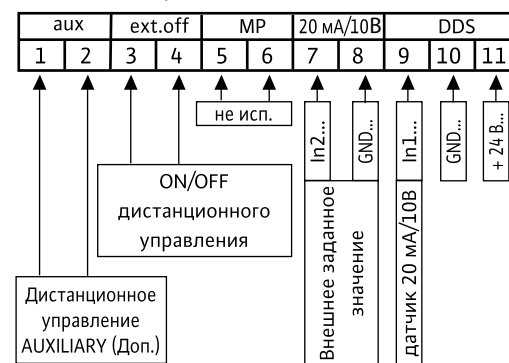 aux ext.off MP 20 мА/10В DDS
1 2 3 4 5 6 7 8 9 10 11
не исп.
In2...
GND...
In1...
GND...
+ 24 В...
ON/OFF
дистанционного
управления
Внешнее заданное
значение
датчик 20 мА/10В
Дистанционное
управление
AUXILIARY (Доп.)